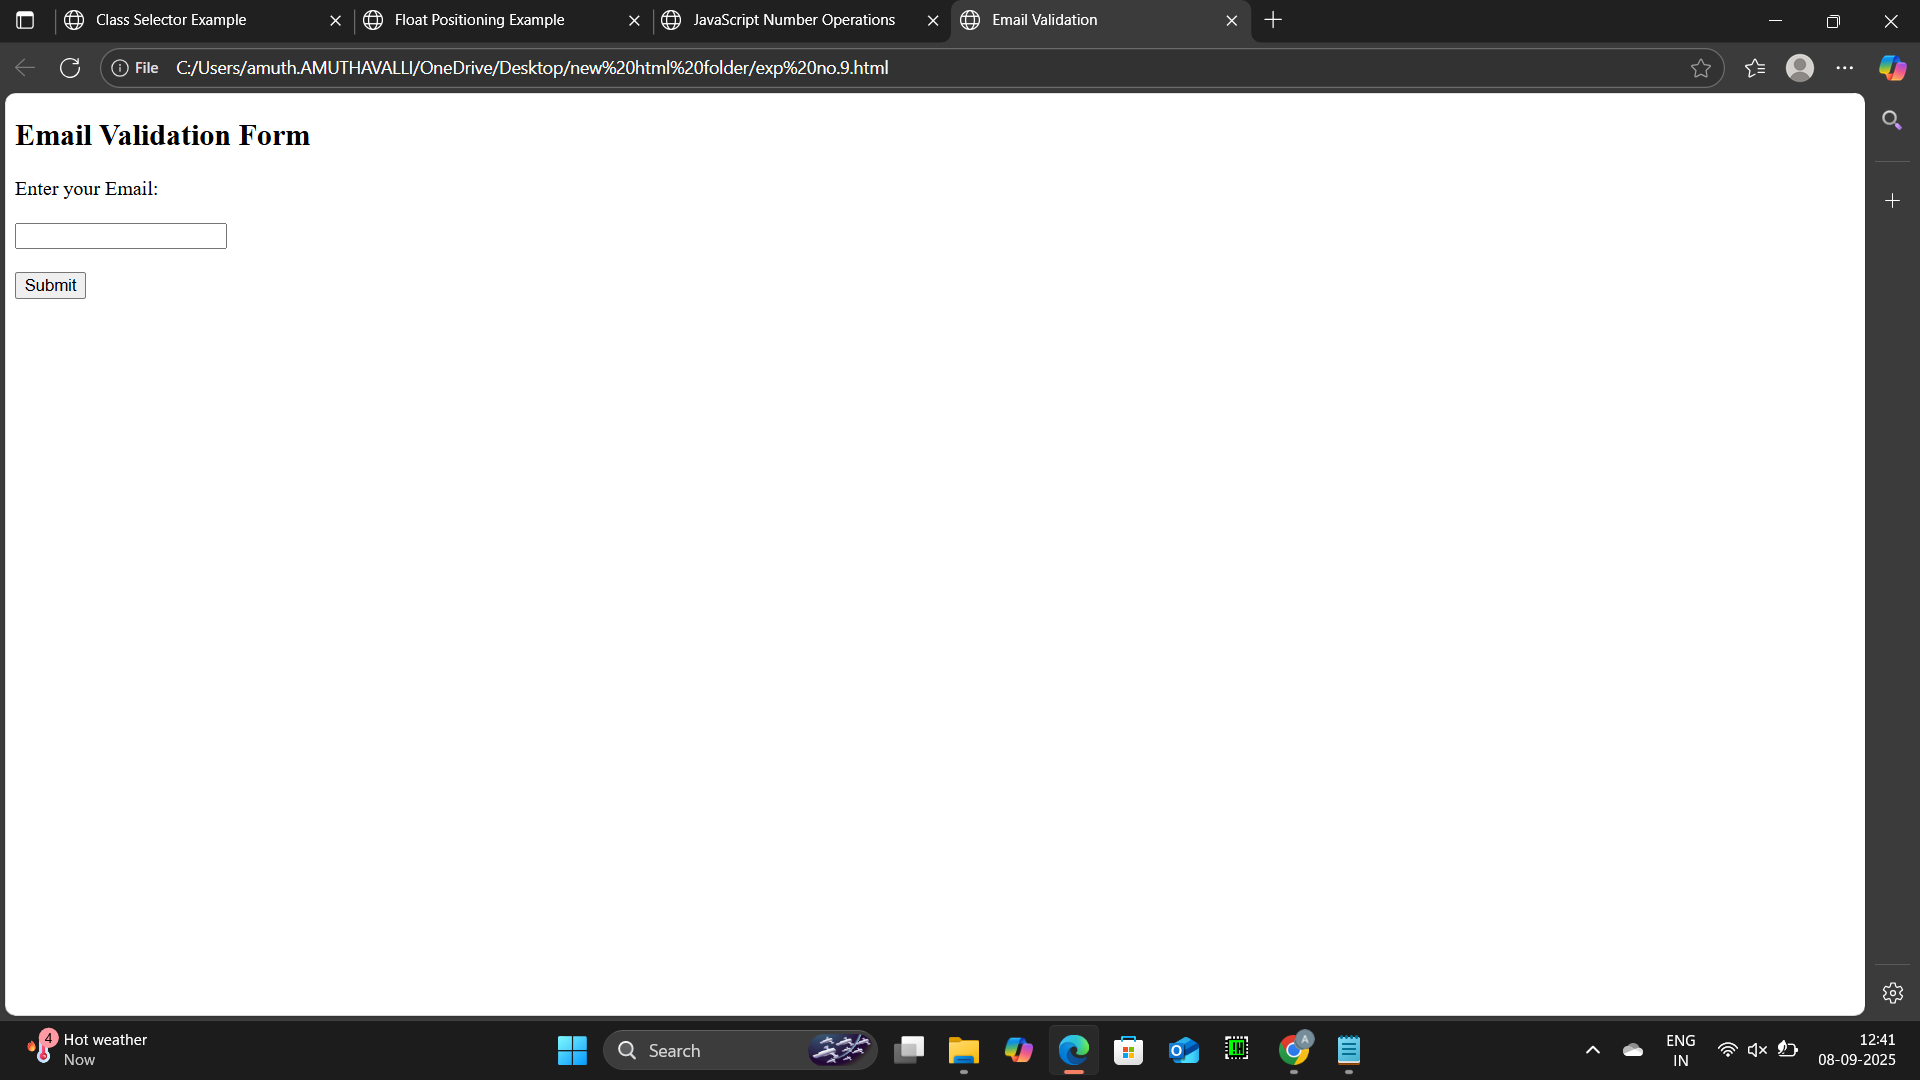 Class Selector Example
Float Positioning Example
JavaScript Number Operations
Email Validation
File C:/Users/amuth.AMUTHAVALLI/OneDrive/Desktop/new%20html%20folder/exp%20no.9.html
Email Validation Form
Enter your Email:
Submit
4
Hot weather
Now
Search
A
ENG
IN
12:41
08-09-2025